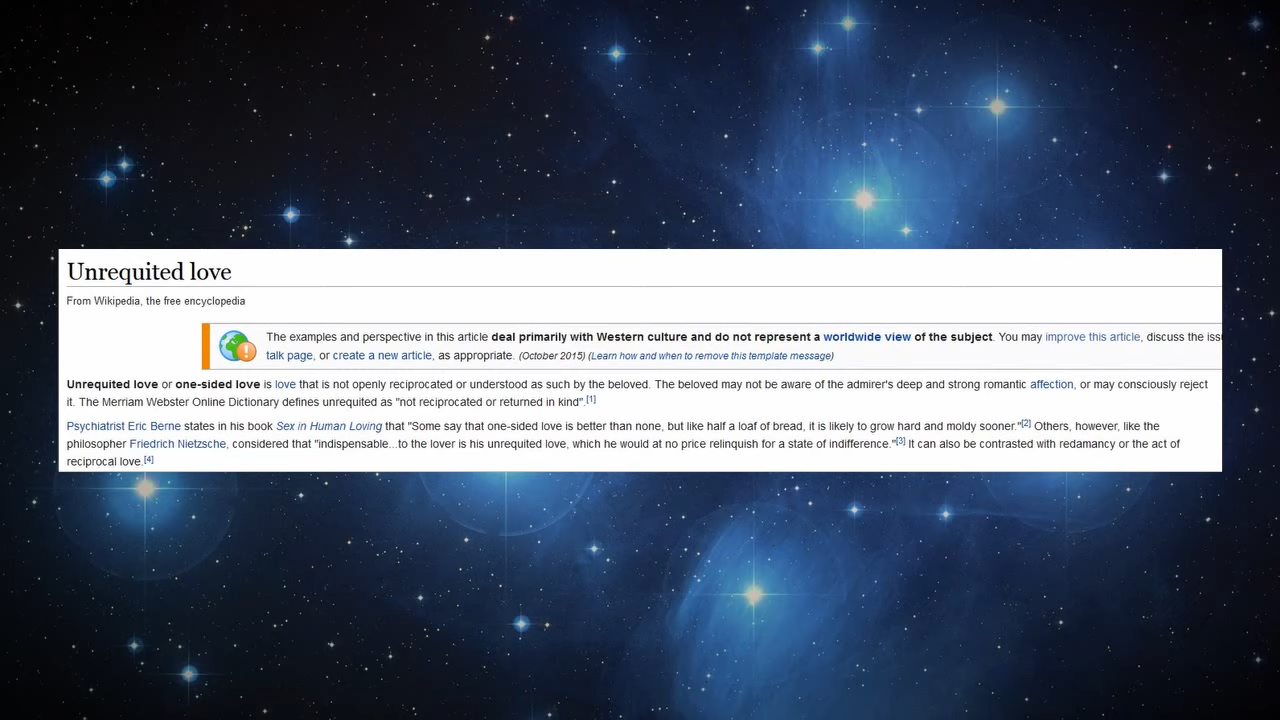 Unrequited love
From Wikipedia, the free encyclopedia
The examples and perspective in this article deal primarily with Western culture and do not represent a worldwide view of the subject. You may improve this article, discuss the
talk page, or create a new article, as appropriate. (October 2015) (Learn how and when to remove this template message)
Unrequited love or one-sided love is love that is not openly reciprocated or understood as such by the beloved. The beloved may not be aware of the admirer's deep and strong romantic affection, or may consciously reject
it. The Merriam Webster Online Dictionary defines unrequited as "not reciprocated or returned in kind".[1]
Psychiatrist Eric Berne states in his book Sex in Human Loving that "Some say that one-sided love is better than none, but like half a loaf of bread, it is likely to grow hard and moldy sooner."[2] Others, however, like the
philosopher Friedrich Nietzsche, considered that "indispensable...to the lover is his unrequited love, which he would at no price relinquish for a state of indifference."[3] It can also be contrasted with redamancy or the act of
reciprocal love.[4]